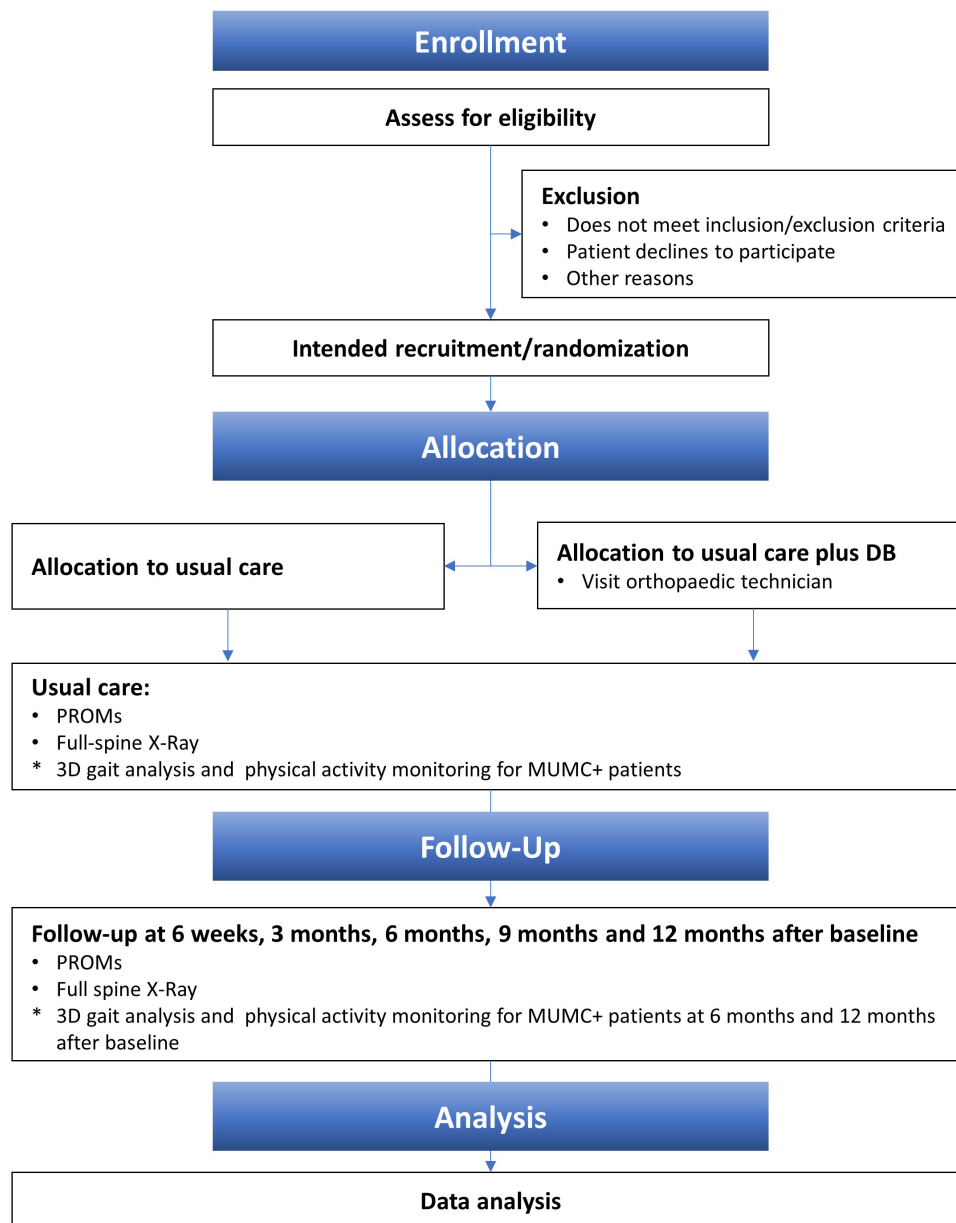 Enrollment
Assess for eligibility
Exclusion
• Does not meet inclusion/exclusion criteria
• Patient declines to participate
• Other reasons
Intended recruitment/randomization
Allocation
Allocation to usual care
Allocation to usual care plus DB
• Visit orthopaedic technician
Usual care:
• PROMs
• Full-spine X-Ray
* 3D gait analysis and physical activity monitoring for MUMC+ patients
Follow-Up
Follow-up at 6 weeks, 3 months, 6 months, 9 months and 12 months after baseline
• PROMs
• Full spine X-Ray
* 3D gait analysis and physical activity monitoring for MUMC+ patients at 6 months and 12 months
after baseline
Analysis
Data analysis